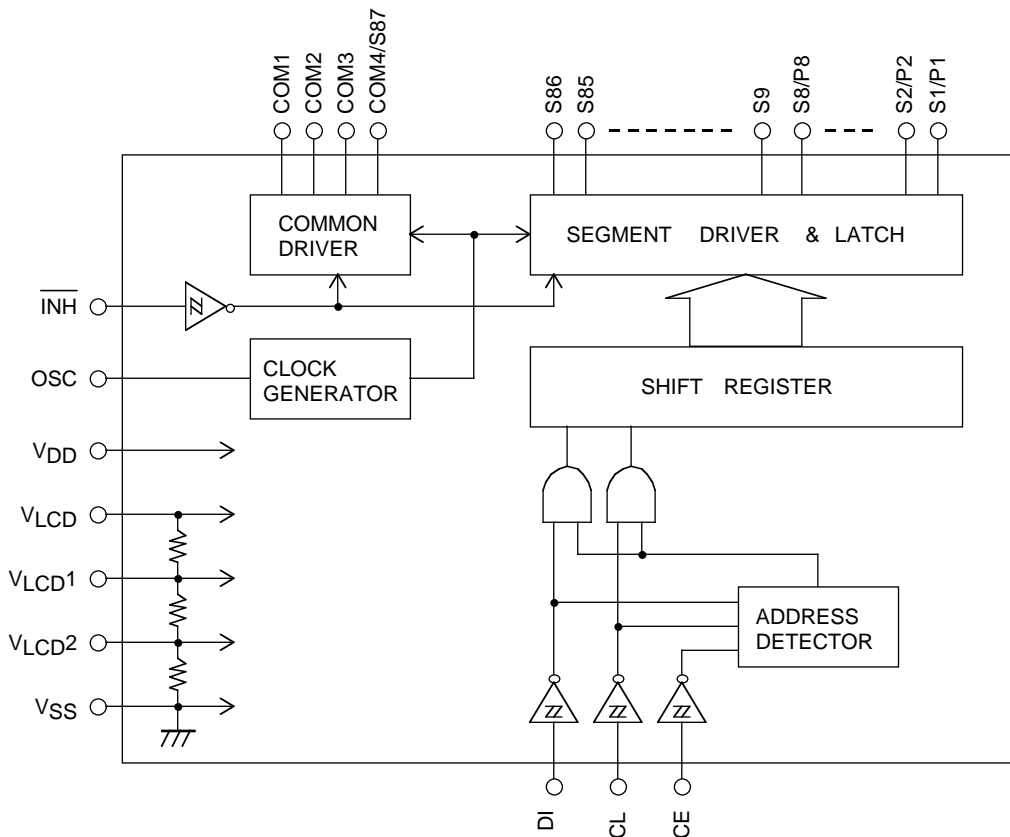 COM1
COM2
COM3
COM4/S87
S86
S85
S9
S8/P8
S2/P2
S1/P1
COMMON
DRIVER
SEGMENT DRIVER & LATCH
INH
OSC
CLOCK
GENERATOR
SHIFT REGISTER
VDD
VLCD
VLCD1
VLCD2
VSS
ADDRESS
DETECTOR
DI
CL
CE